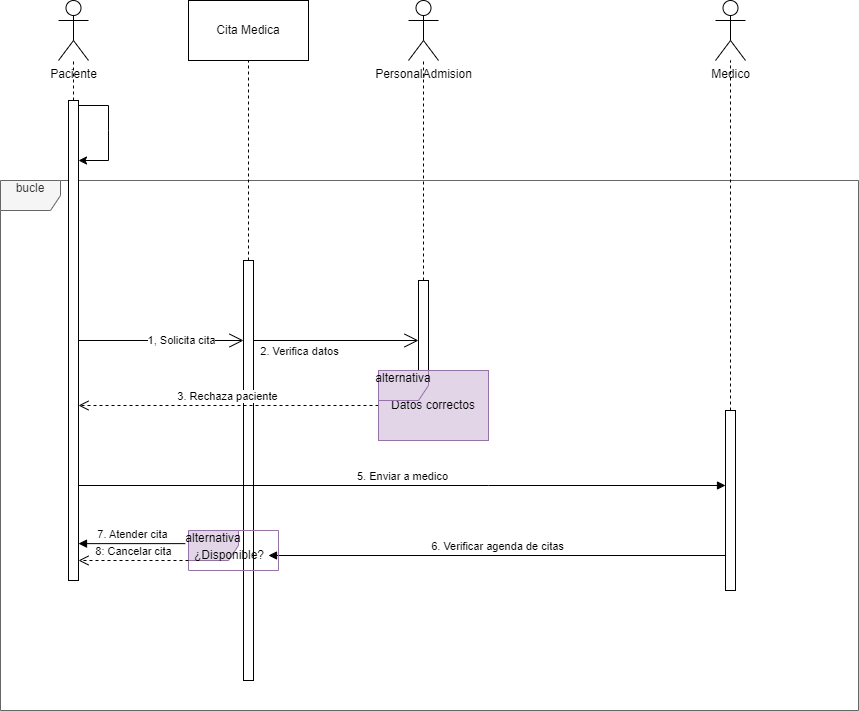 Cita Medica
Paciente
PersonalAdmision
Medico
bucle
1, Solicita cita
2. Verifica datos
alternativa
3. Rechaza paciente
Datos correctos
5. Enviar a medico
7. Atender cita
alternativa
6. Verificar agenda de citas
8: Cancelar cita
¿Disponible?